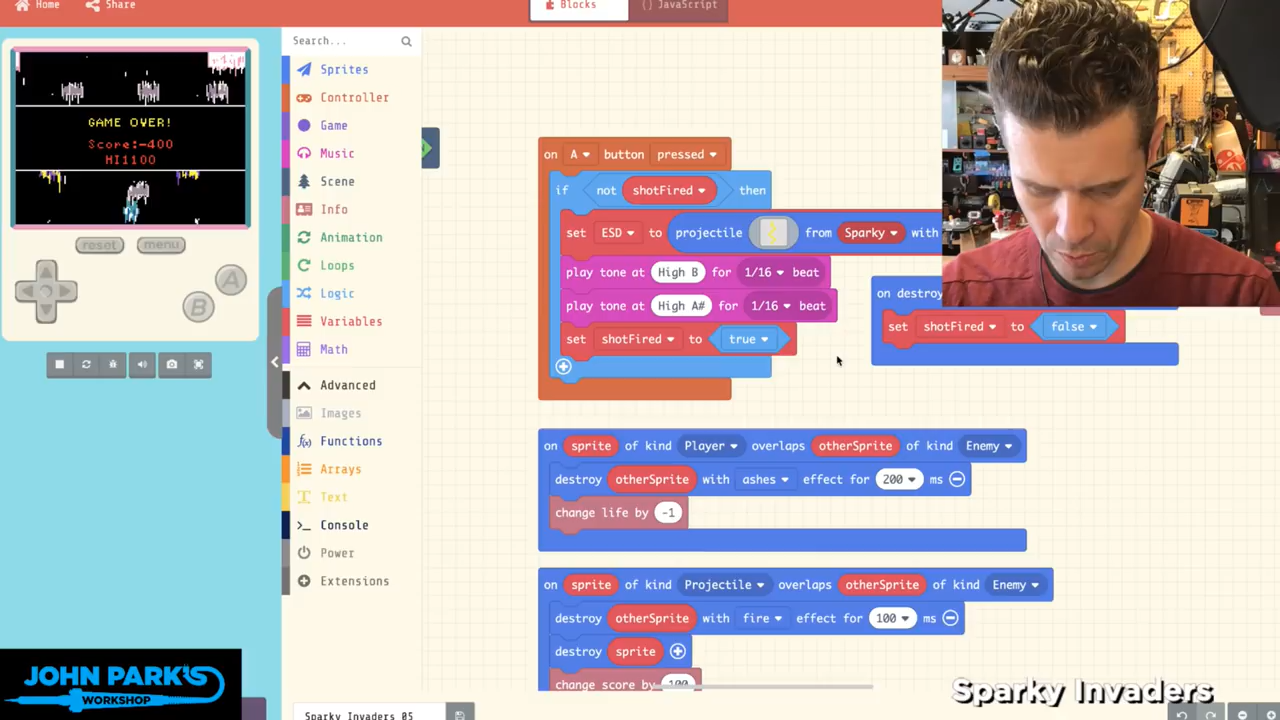 Home
Share
Blocks
JavaScript
GAME OVER!
Score:-400
HI1100
reset
menu
A
B
Search...
Sprites
Controller
Game
Music
Scene
Info
Animation
Loops
Logic
Variables
Math
Advanced
Images
Functions
Arrays
Text
Console
Power
Extensions
on A button pressed
if not shotFired then
set ESD to projectile from Sparky with
play tone at High B for 1/16 beat
play tone at High A# for 1/16 beat
set shotFired to true
on destroy
set shotFired to false
on sprite of kind Player overlaps otherSprite of kind Enemy
destroy otherSprite with ashes effect for 200 ms
change life by -1
on sprite of kind Projectile overlaps otherSprite of kind Enemy
destroy otherSprite with fire effect for 100 ms
destroy sprite
change score by 100
JOHN PARK'S
WORKSHOP
Sparky Invaders 05
Sparky Invaders